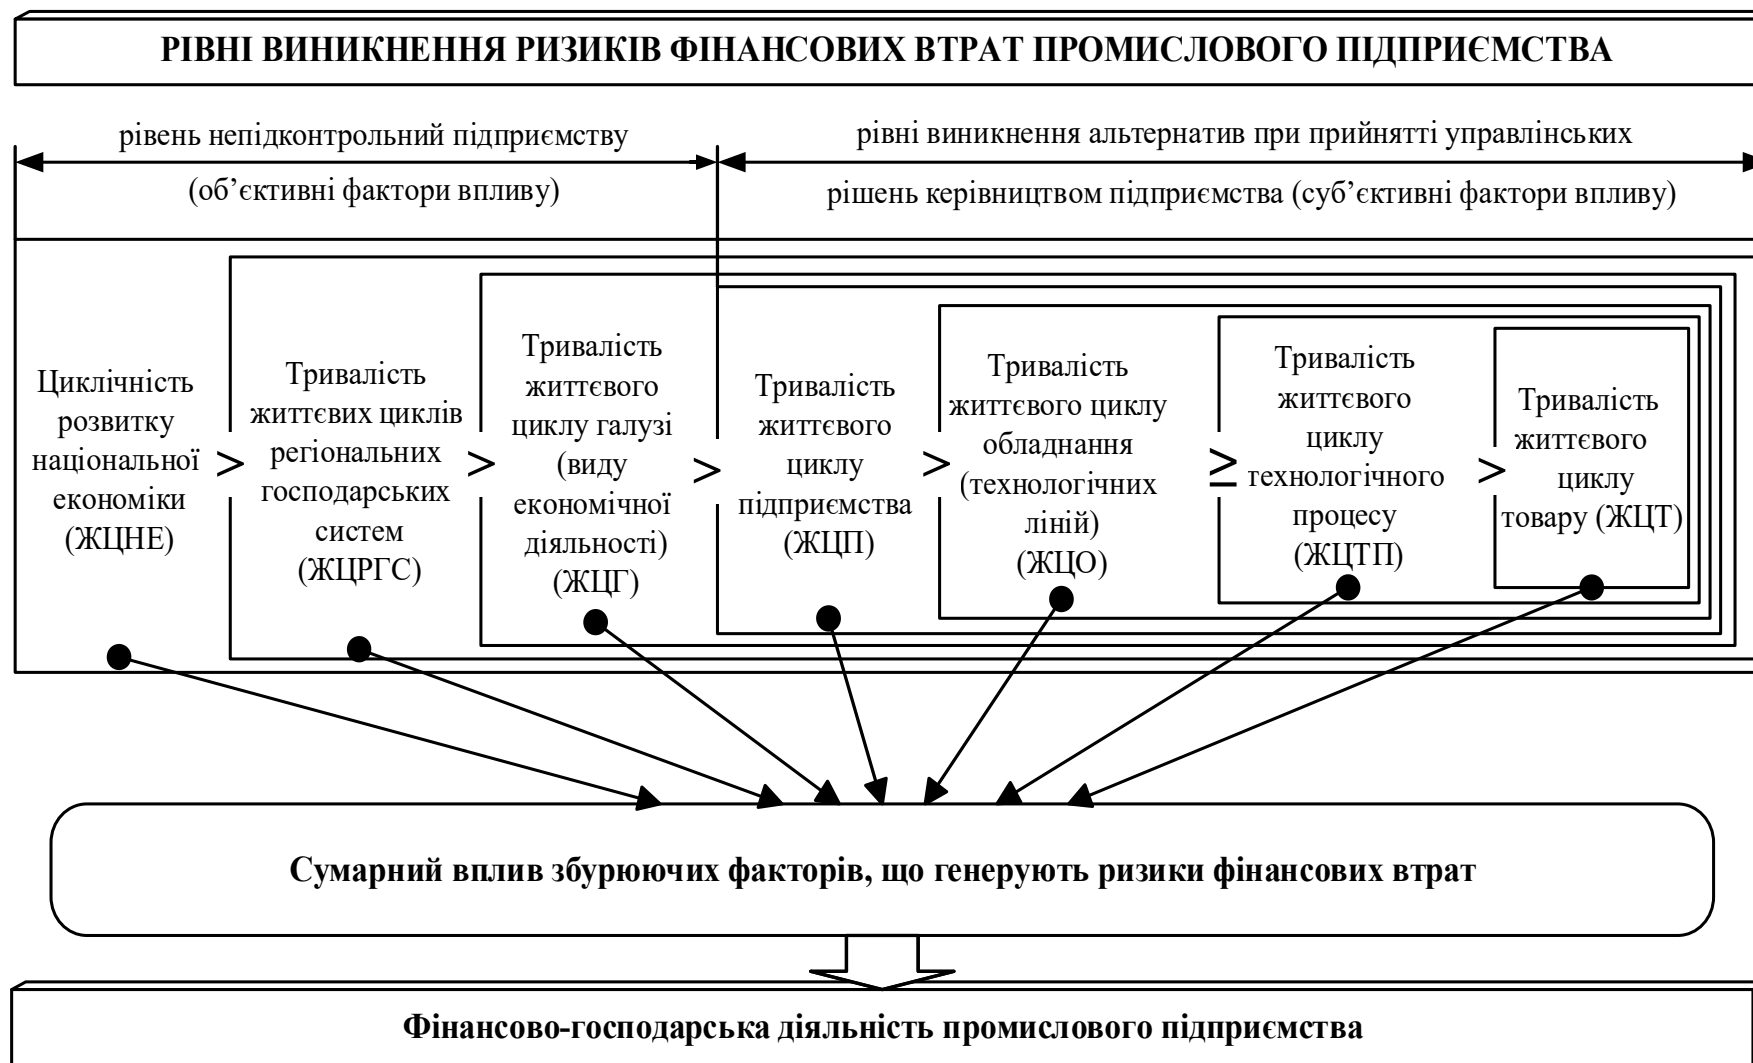 РІВНІ ВИНИКНЕННЯ РИЗИКІВ ФІНАНСОВИХ ВТРАТ ПРОМИСЛОВОГО ПІДПРИЄМСТВА
рівень непідконтрольний підприємству
(об’єктивні фактори впливу)
рівні виникнення альтернатив при прийнятті управлінських
рішень керівництвом підприємства (суб’єктивні фактори впливу)
Циклічність
розвитку
національної
економіки
(ЖЦНЕ)
>
Тривалість
життєвих циклів
регіональних
господарських
систем
(ЖЦРГС)
>
Тривалість
життєвого
циклу галузі
(виду
економічної
діяльності)
(ЖЦГ)
>
Тривалість
життєвого
циклу
підприємства
(ЖЦП)
>
Тривалість
життєвого циклу
обладнання
(технологічних
ліній)
(ЖЦО)
≥
Тривалість
життєвого
циклу
технологічного
процесу
(ЖЦТП)
>
Тривалість
життєвого
циклу
товару (ЖЦТ)
Сумарний вплив збурюючих факторів, що генерують ризики фінансових втрат
Фінансово-господарська діяльність промислового підприємства